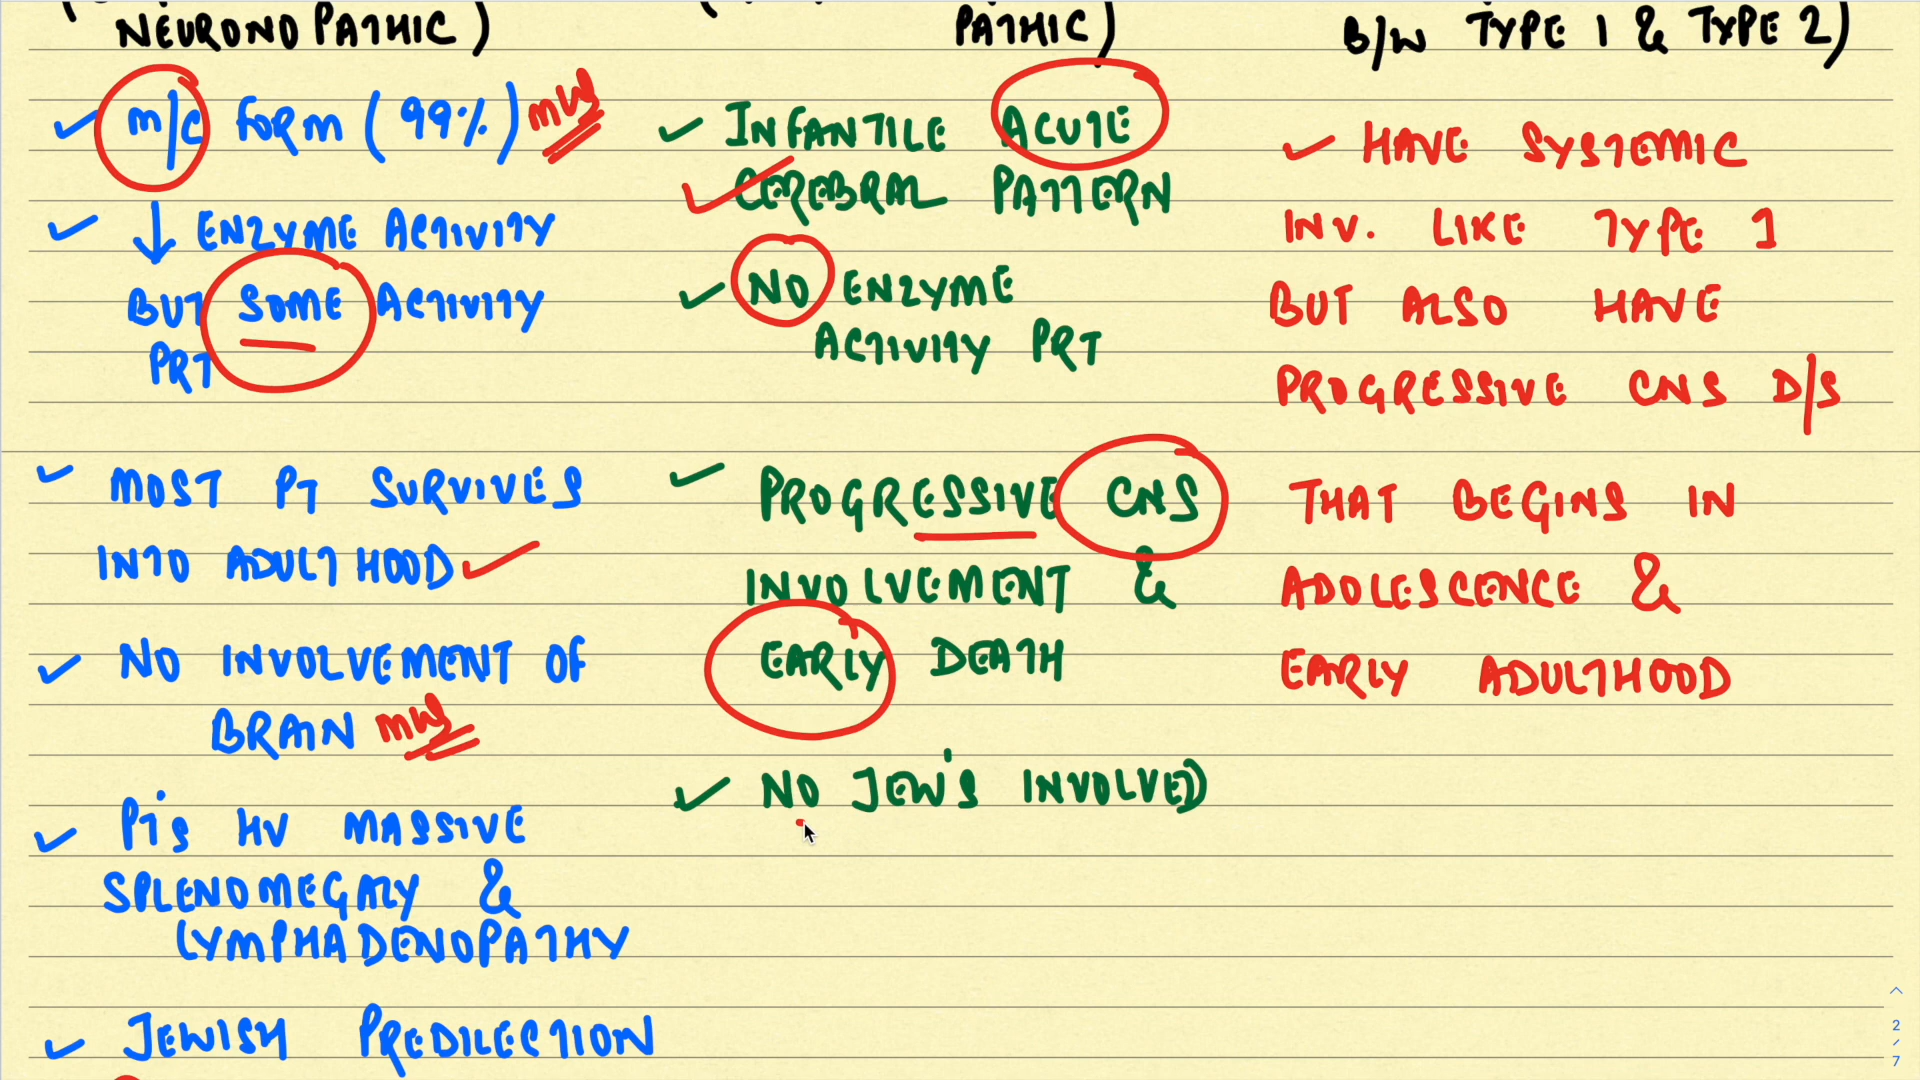 NEURONOPATHIC)
m/C FORM (99%) mW
↓ ENZYME ACTIVITY
BUT SOME ACTIVITY
PRT
MOST PT SURVIVES
INTO ADULTHOOD
NO INVOLVEMENT OF
BRAIN mW
PT'S HV MASSIVE
SPLENOMEGALY &
LYMPHADENOPATHY
JEWISH PREDILECTION
PATHIC)
INFANTILE ACUTE
CEREBRAL PATTERN
NO ENZYME
ACTIVITY PRT
PROGRESSIVE CNS
INVOLVEMENT &
EARLY DEATH
NO JEW'S INVOLVED
B/W TYPE 1 & TYPE 2)
HAVE SYSTEMIC
INV. LIKE TYPE 1
BUT ALSO HAVE
PROGRESSIVE CNS D/S
THAT BEGINS IN
ADOLESCENCE &
EARLY ADULTHOOD
2/7